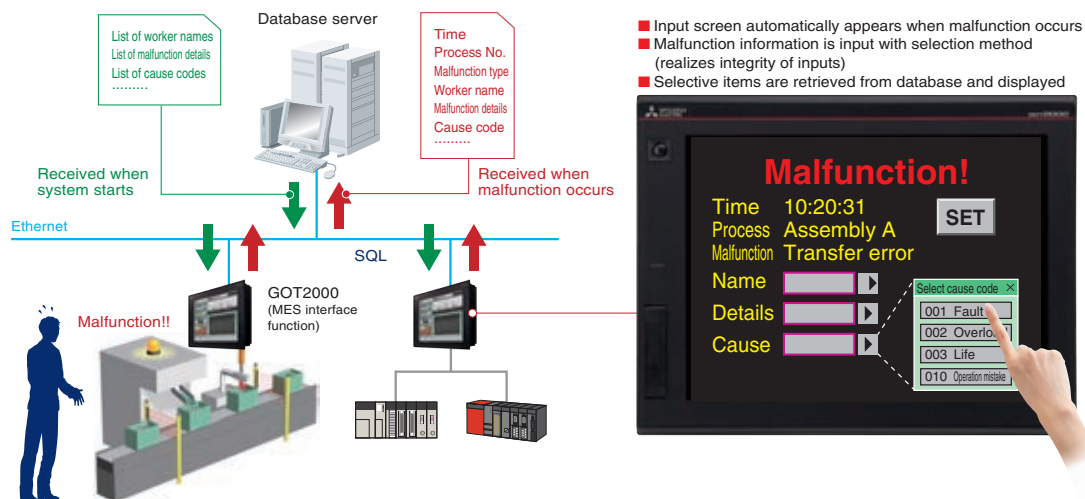 Database server
List of worker names
List of malfunction details
List of cause codes
.........
Time
Process No.
Malfunction type
Worker name
Malfunction details
Cause code
.........
Received when
system starts
Received when
malfunction occurs
Ethernet
SQL
GOT2000
(MES interface
function)
Malfunction!!
Input screen automatically appears when malfunction occurs
Malfunction information is input with selection method
(realizes integrity of inputs)
Selective items are retrieved from database and displayed
Malfunction!
Time 10:20:31
Process Assembly A
Malfunction Transfer error
SET
Name
Details
Cause
Select cause code ×
001 Fault
002 Overlo
003 Life
010 Operation mistake